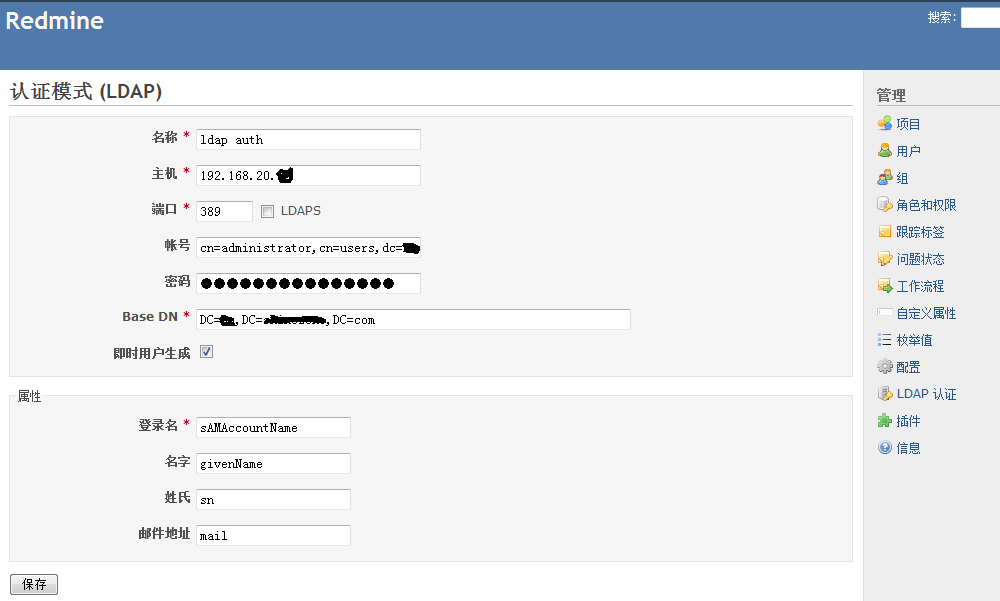 Redmine
搜索:
认证模式 (LDAP)
名称 * ldap auth
主机 * 192.168.20.
端口 * 389 LDAPS
帐号 cn=administrator,cn=users,dc=
密码 ●●●●●●●●●●●●●●●
Base DN * DC=,DC=,DC=com
即时用户生成
属性
登录名 * sAMAccountName
名字 givenName
姓氏 sn
邮件地址 mail
保存
管理
项目
用户
组
角色和权限
跟踪标签
问题状态
工作流程
自定义属性
枚举值
配置
LDAP 认证
插件
信息